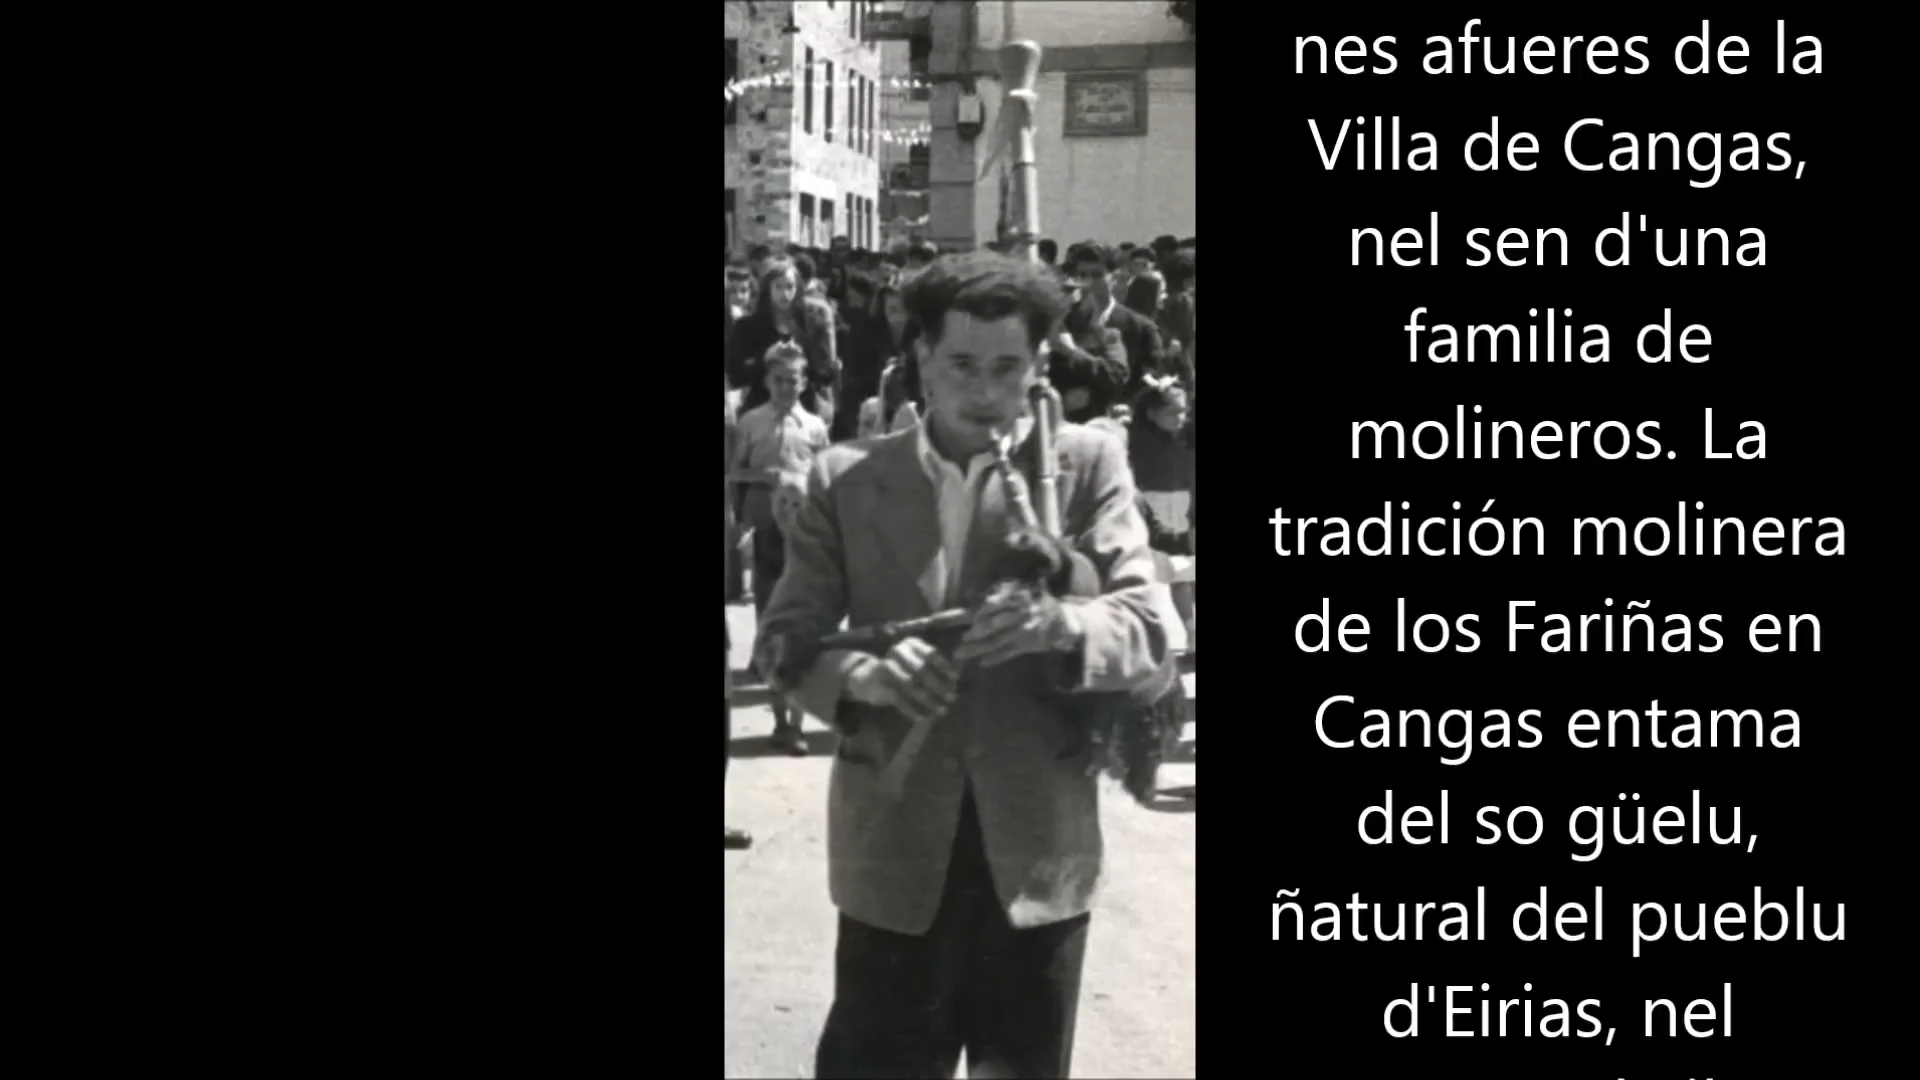 nes afueres de la
Villa de Cangas,
nel sen d'una
familia de
molineros. La
tradición molinera
de los Fariñas en
Cangas entama
del so güelu,
ñatural del pueblu
d'Eirias, nel